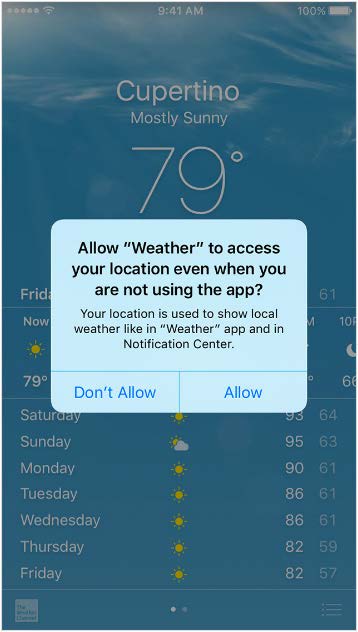 9:41 AM 100%
Cupertino
Mostly Sunny
79°
Allow “Weather” to access
your location even when you
are not using the app?
Your location is used to show local
weather like in “Weather” app and in
Notification Center.
Don’t Allow Allow
61
Now
79°
Saturday 93 64
Sunday 95 63
Monday 90 61
Tuesday 86 61
Wednesday 86 61
Thursday 82 59
Friday 82 57
The
Weather
Channel